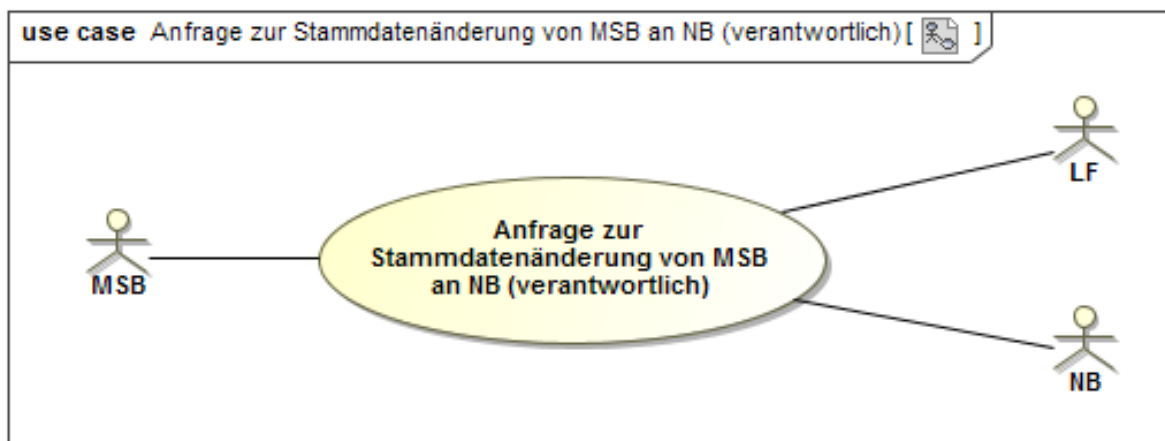 use case Anfrage zur Stammdatenänderung von MSB an NB (verantwortlich) [ ]
LF
Anfrage zur
Stammdatenänderung von MSB
an NB (verantwortlich)
MSB
NB